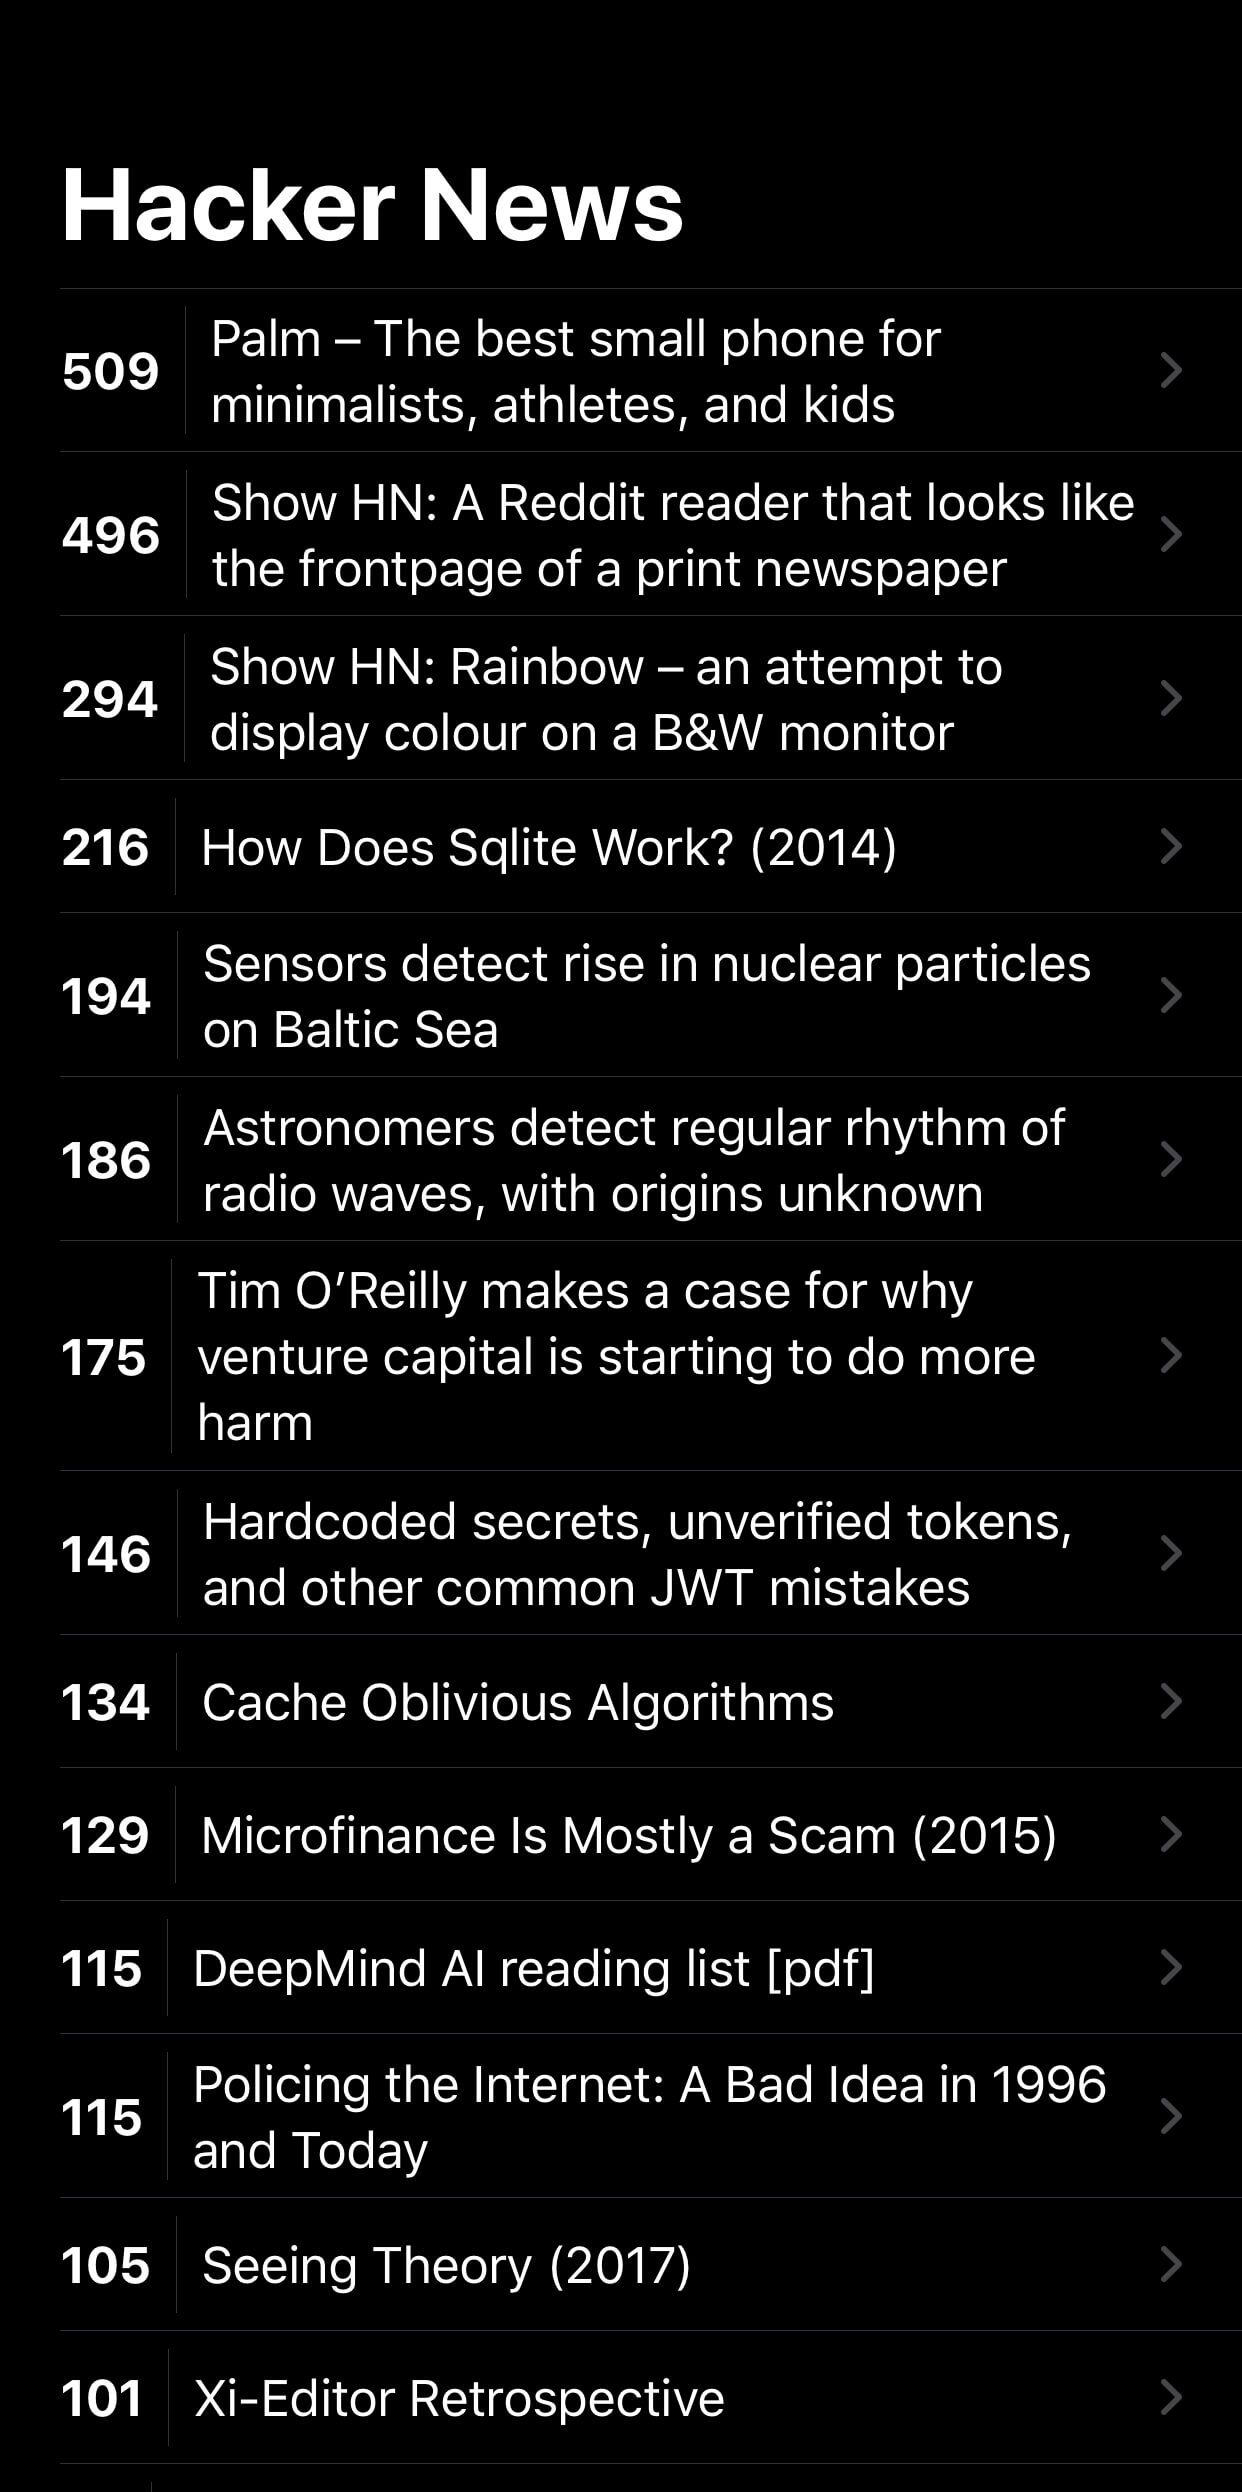 Hacker News
509
Palm – The best small phone for
minimalists, athletes, and kids
496
Show HN: A Reddit reader that looks like
the frontpage of a print newspaper
294
Show HN: Rainbow – an attempt to
display colour on a B&W monitor
216
How Does Sqlite Work? (2014)
194
Sensors detect rise in nuclear particles
on Baltic Sea
186
Astronomers detect regular rhythm of
radio waves, with origins unknown
175
Tim O’Reilly makes a case for why
venture capital is starting to do more
harm
146
Hardcoded secrets, unverified tokens,
and other common JWT mistakes
134
Cache Oblivious Algorithms
129
Microfinance Is Mostly a Scam (2015)
115
DeepMind AI reading list [pdf]
115
Policing the Internet: A Bad Idea in 1996
and Today
105
Seeing Theory (2017)
101
Xi-Editor Retrospective